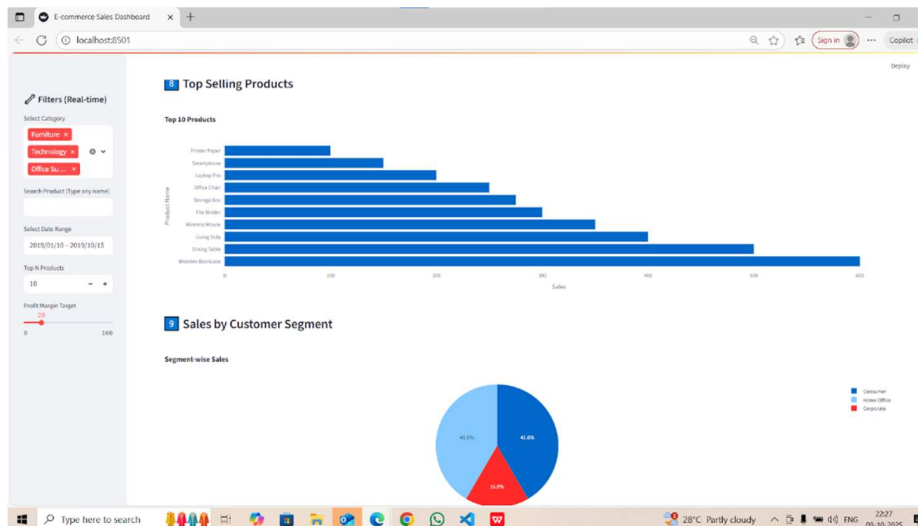 E-commerce Sales Dashboard
localhost:8501
Sign in
Copilot
Deploy
Filters (Real-time)
Select Category
Furniture ×
Technology ×
Office Su... ×
Search Product (Type any name)
Select Date Range
2019/01/10 - 2019/10/15
Top N Products
10 - +
Profit Margin Target
20
0 100
8 Top Selling Products
Top 10 Products
Product Name
Printer Paper
Smartphone
Laptop Pro
Office Chair
Storage Box
File Binder
Wireless Mouse
Living Sofa
Dining Table
Wooden Bookcase
0 100 200 300 400 500 600
Sales
9 Sales by Customer Segment
Segment-wise Sales
Consumer
Home Office
Corporate
41.6%
Type here to search
28°C Partly cloudy
ENG
22:27